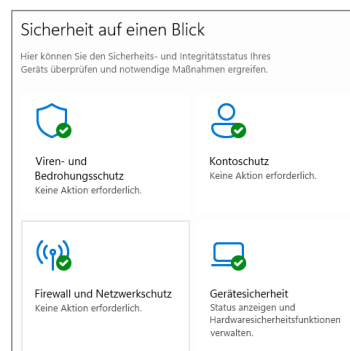 Sicherheit auf einen Blick
Hier können Sie den Sicherheits- und Integritätsstatus Ihres
Geräts überprüfen und notwendige Maßnahmen ergreifen.
Viren- und
Bedrohungsschutz
Keine Aktion erforderlich.
Kontoschutz
Keine Aktion erforderlich.
Firewall und Netzwerkschutz
Keine Aktion erforderlich.
Gerätesicherheit
Status anzeigen und
Hardwaresicherheitsfunktionen
verwalten.